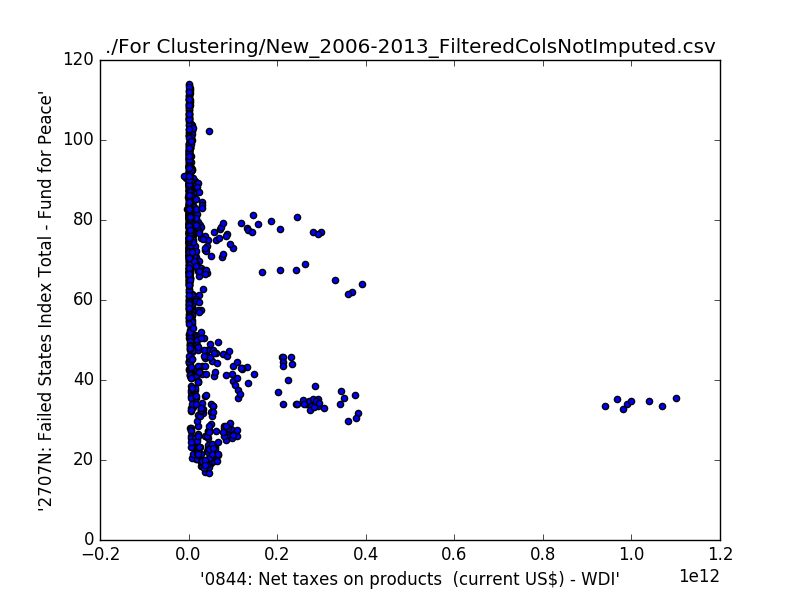 ./For Clustering/New_2006-2013_FilteredColsNotImputed.csv
120
100
80
60
40
20
0
'2707N: Failed States Index Total - Fund for Peace'
−0.2 0.0 0.2 0.4 0.6 0.8 1.0 1.2
1e12
'0844: Net taxes on products  (current US$) - WDI'